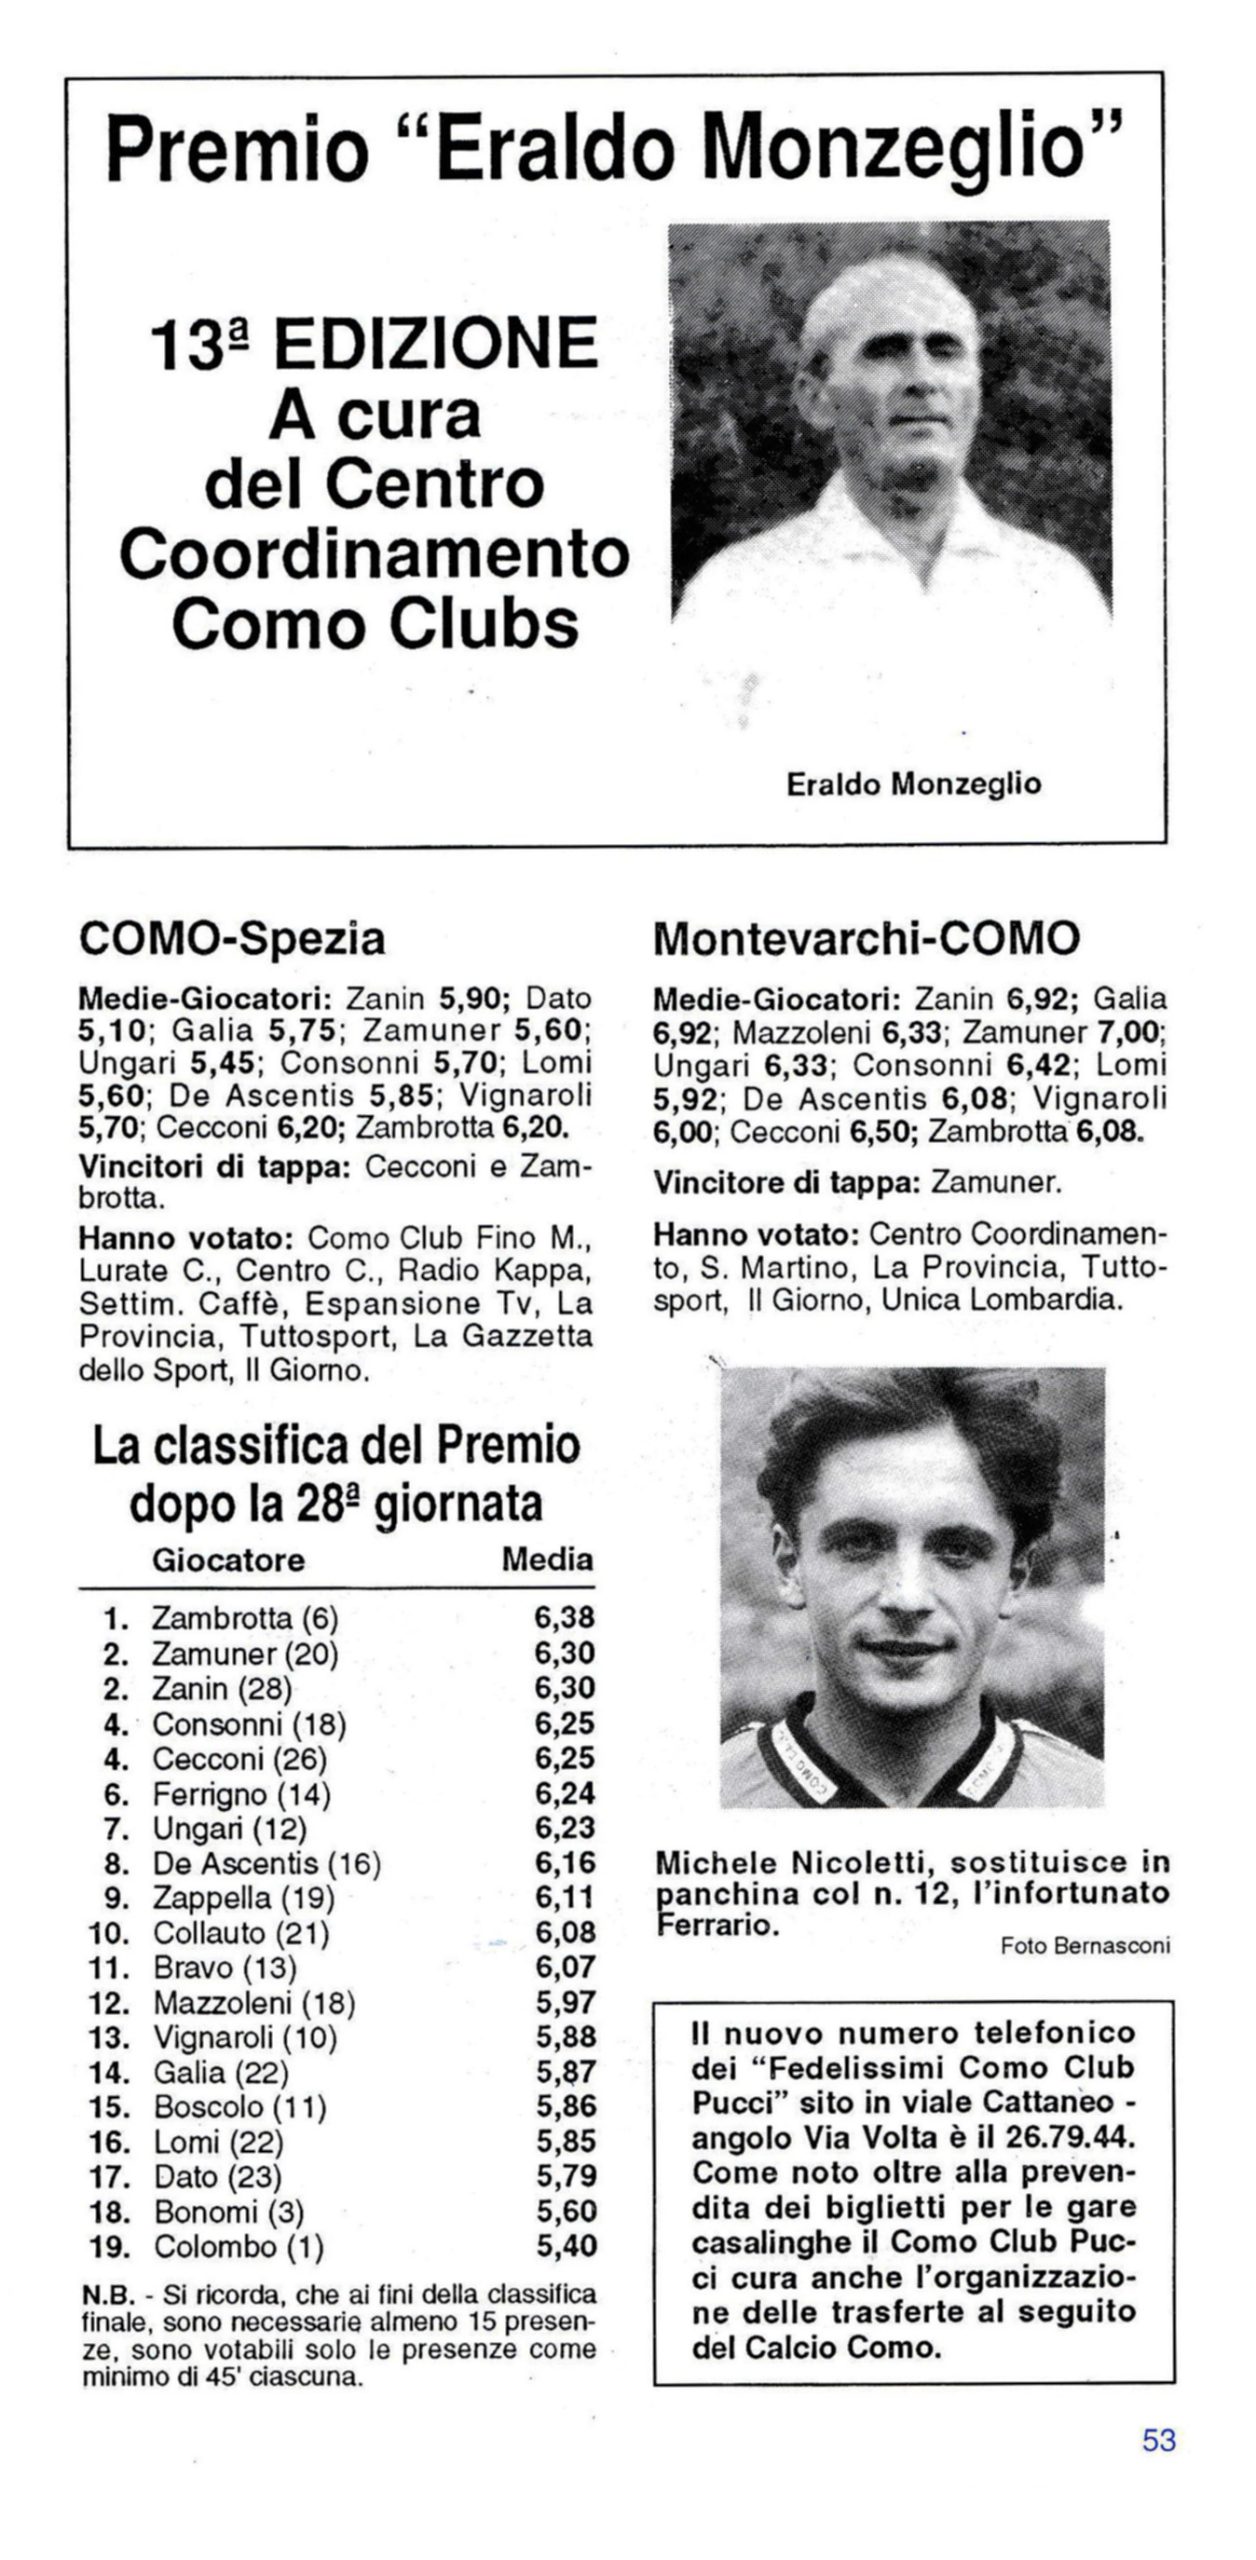 Premio “Eraldo Monzeglio”
13ª EDIZIONE
A cura
del Centro
Coordinamento
Como Clubs
Eraldo Monzeglio
COMO-Spezia
Medie-Giocatori: Zanin 5,90; Dato
5,10; Galia 5,75; Zamuner 5,60;
Ungari 5,45; Consonni 5,70; Lomi
5,60; De Ascentis 5,85; Vignaroli
5,70; Cecconi 6,20; Zambrotta 6,20.
Vincitori di tappa: Cecconi e Zam-
brotta.
Hanno votato: Como Club Fino M.,
Lurate C., Centro C., Radio Kappa,
Settim. Caffè, Espansione Tv, La
Provincia, Tuttosport, La Gazzetta
dello Sport, Il Giorno.
La classifica del Premio
dopo la 28ª giornata
Giocatore Media
1. Zambrotta (6) 6,38
2. Zamuner (20) 6,30
2. Zanin (28) 6,30
4. Consonni (18) 6,25
4. Cecconi (26) 6,25
6. Ferrigno (14) 6,24
7. Ungari (12) 6,23
8. De Ascentis (16) 6,16
9. Zappella (19) 6,11
10. Collauto (21) 6,08
11. Bravo (13) 6,07
12. Mazzoleni (18) 5,97
13. Vignaroli (10) 5,88
14. Galia (22) 5,87
15. Boscolo (11) 5,86
16. Lomi (22) 5,85
17. Dato (23) 5,79
18. Bonomi (3) 5,60
19. Colombo (1) 5,40
N.B. - Si ricorda, che ai fini della classifica
finale, sono necessarie almeno 15 presen-
ze, sono votabili solo le presenze come
minimo di 45' ciascuna.
Montevarchi-COMO
Medie-Giocatori: Zanin 6,92; Galia
6,92; Mazzoleni 6,33; Zamuner 7,00;
Ungari 6,33; Consonni 6,42; Lomi
5,92; De Ascentis 6,08; Vignaroli
6,00; Cecconi 6,50; Zambrotta 6,08.
Vincitore di tappa: Zamuner.
Hanno votato: Centro Coordinamen-
to, S. Martino, La Provincia, Tutto-
sport, Il Giorno, Unica Lombardia.
COMO
Michele Nicoletti, sostituisce in
panchina col n. 12, l'infortunato
Ferrario.
Foto Bernasconi
Il nuovo numero telefonico
dei “Fedelissimi Como Club
Pucci” sito in viale Cattaneo -
angolo Via Volta è il 26.79.44.
Come noto oltre alla preven-
dita dei biglietti per le gare
casalinghe il Como Club Puc-
ci cura anche l'organizzazio-
ne delle trasferte al seguito
del Calcio Como.
53